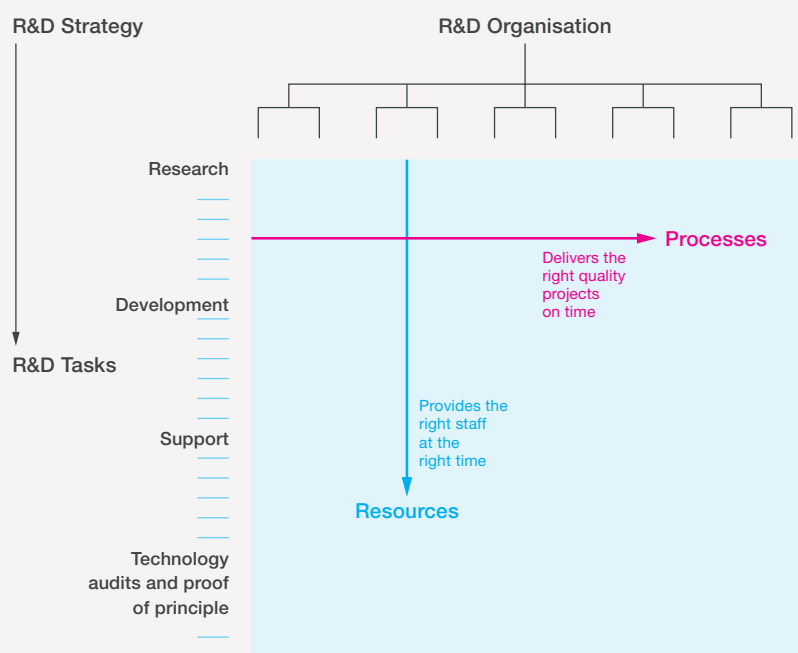 R&D Strategy
R&D Organisation
Research
Processes
Delivers the
right quality
projects
on time
Development
R&D Tasks
Provides the
right staff
at the
right time
Support
Resources
Technology
audits and proof
of principle